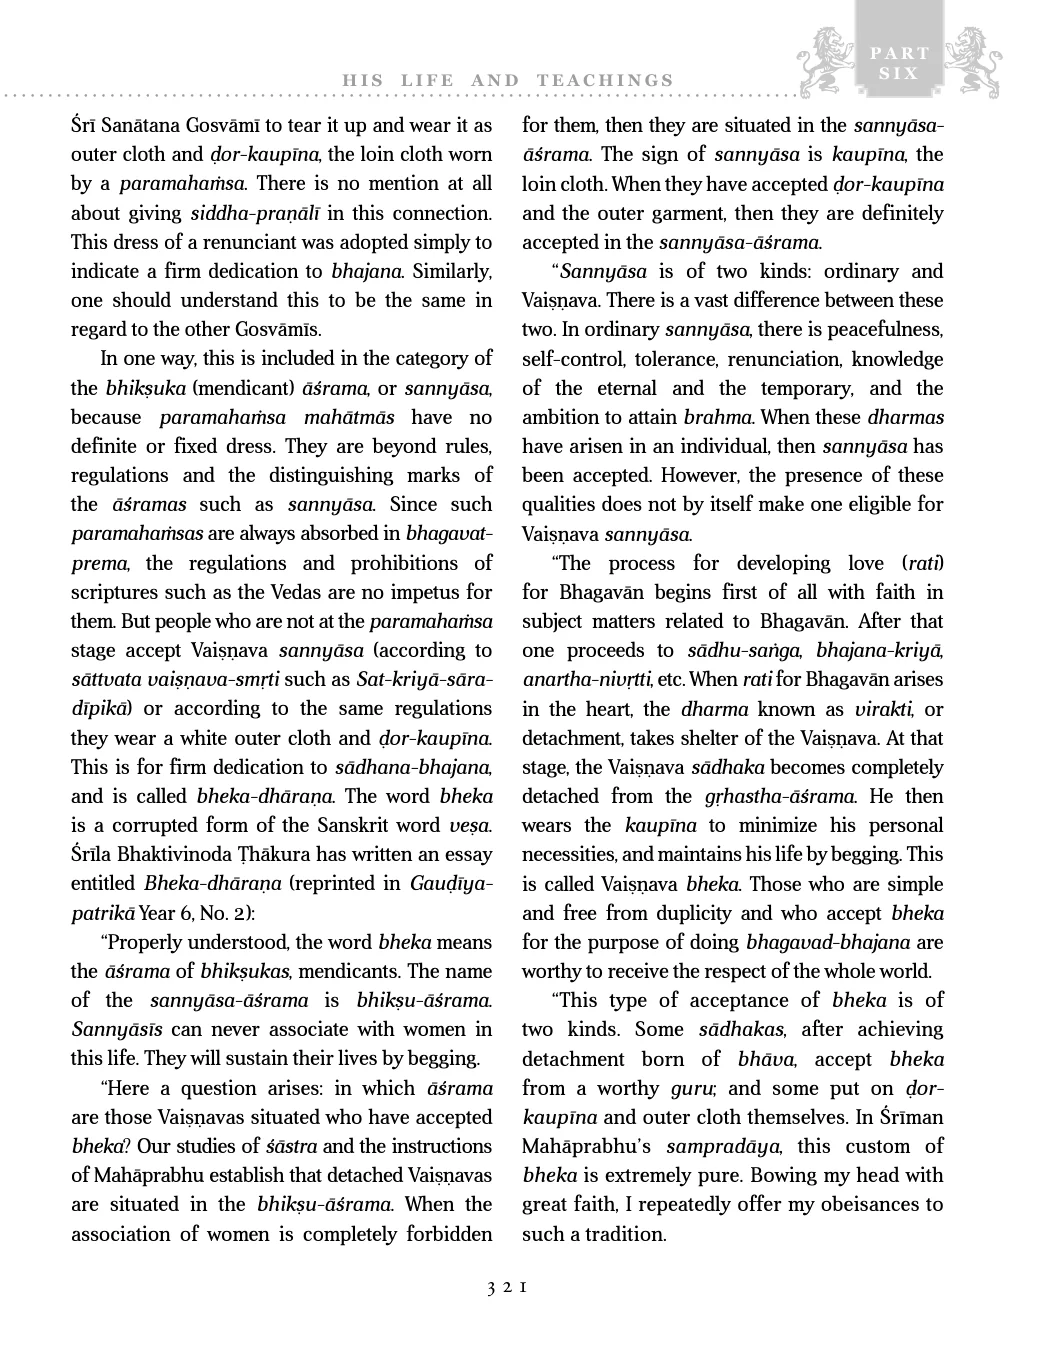 PART
SIX
HIS LIFE AND TEACHINGS
Śrī Sanātana Gosvāmī to tear it up and wear it as
outer cloth and ḍor-kaupīna, the loin cloth worn
by a paramahaṁsa. There is no mention at all
about giving siddha-praṇālī in this connection.
This dress of a renunciant was adopted simply to
indicate a firm dedication to bhajana. Similarly,
one should understand this to be the same in
regard to the other Gosvāmīs.
In one way, this is included in the category of
the bhikṣuka (mendicant) āśrama, or sannyāsa,
because paramahaṁsa mahātmās have no
definite or fixed dress. They are beyond rules,
regulations and the distinguishing marks of
the āśramas such as sannyāsa. Since such
paramahaṁsas are always absorbed in bhagavat-
prema, the regulations and prohibitions of
scriptures such as the Vedas are no impetus for
them. But people who are not at the paramahaṁsa
stage accept Vaiṣṇava sannyāsa (according to
sāttvata vaiṣṇava-smṛti such as Sat-kriyā-sāra-
dīpikā) or according to the same regulations
they wear a white outer cloth and ḍor-kaupīna.
This is for firm dedication to sādhana-bhajana,
and is called bheka-dhāraṇa. The word bheka
is a corrupted form of the Sanskrit word veṣa.
Śrīla Bhaktivinoda Ṭhākura has written an essay
entitled Bheka-dhāraṇa (reprinted in Gauḍīya-
patrikā Year 6, No. 2):
“Properly understood, the word bheka means
the āśrama of bhikṣukas, mendicants. The name
of the sannyāsa-āśrama is bhikṣu-āśrama.
Sannyāsīs can never associate with women in
this life. They will sustain their lives by begging.
“Here a question arises: in which āśrama
are those Vaiṣṇavas situated who have accepted
bheka? Our studies of śāstra and the instructions
of Mahāprabhu establish that detached Vaiṣṇavas
are situated in the bhikṣu-āśrama. When the
association of women is completely forbidden
for them, then they are situated in the sannyāsa-
āśrama. The sign of sannyāsa is kaupīna, the
loin cloth. When they have accepted ḍor-kaupīna
and the outer garment, then they are definitely
accepted in the sannyāsa-āśrama.
“Sannyāsa is of two kinds: ordinary and
Vaiṣṇava. There is a vast difference between these
two. In ordinary sannyāsa, there is peacefulness,
self-control, tolerance, renunciation, knowledge
of the eternal and the temporary, and the
ambition to attain brahma. When these dharmas
have arisen in an individual, then sannyāsa has
been accepted. However, the presence of these
qualities does not by itself make one eligible for
Vaiṣṇava sannyāsa.
“The process for developing love (rati)
for Bhagavān begins first of all with faith in
subject matters related to Bhagavān. After that
one proceeds to sādhu-saṅga, bhajana-kriyā,
anartha-nivṛtti, etc. When rati for Bhagavān arises
in the heart, the dharma known as virakti, or
detachment, takes shelter of the Vaiṣṇava. At that
stage, the Vaiṣṇava sādhaka becomes completely
detached from the gṛhastha-āśrama. He then
wears the kaupīna to minimize his personal
necessities, and maintains his life by begging. This
is called Vaiṣṇava bheka. Those who are simple
and free from duplicity and who accept bheka
for the purpose of doing bhagavad-bhajana are
worthy to receive the respect of the whole world.
“This type of acceptance of bheka is of
two kinds. Some sādhakas, after achieving
detachment born of bhāva, accept bheka
from a worthy guru; and some put on ḍor-
kaupīna and outer cloth themselves. In Śrīman
Mahāprabhu’s sampradāya, this custom of
bheka is extremely pure. Bowing my head with
great faith, I repeatedly offer my obeisances to
such a tradition.
321